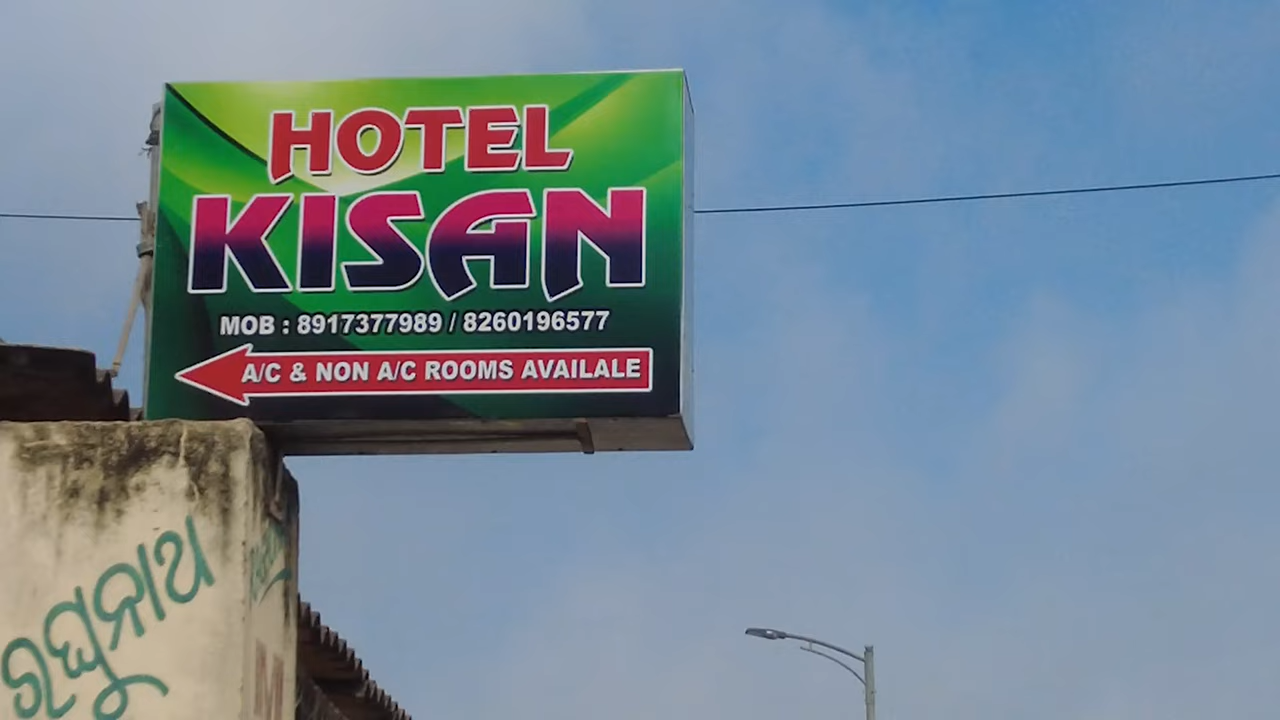 HOTEL
KISAN
MOB : 8917377989 / 8260196577
A/C & NON A/C ROOMS AVAILALE
ରଘୁନାଥ